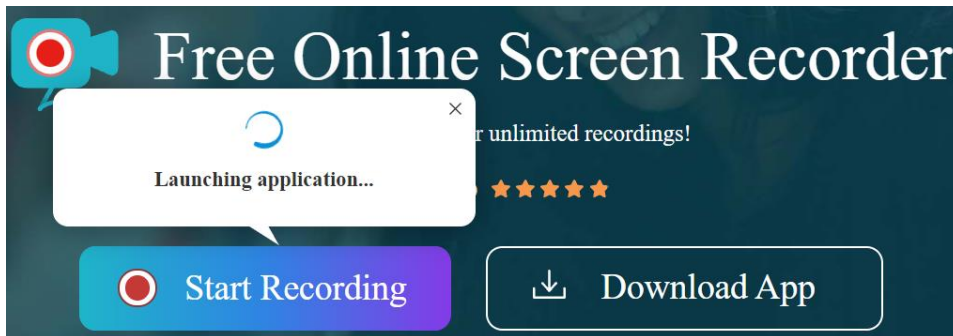 Free Online Screen Recorder
r unlimited recordings!
Launching application...
Start Recording
Download App